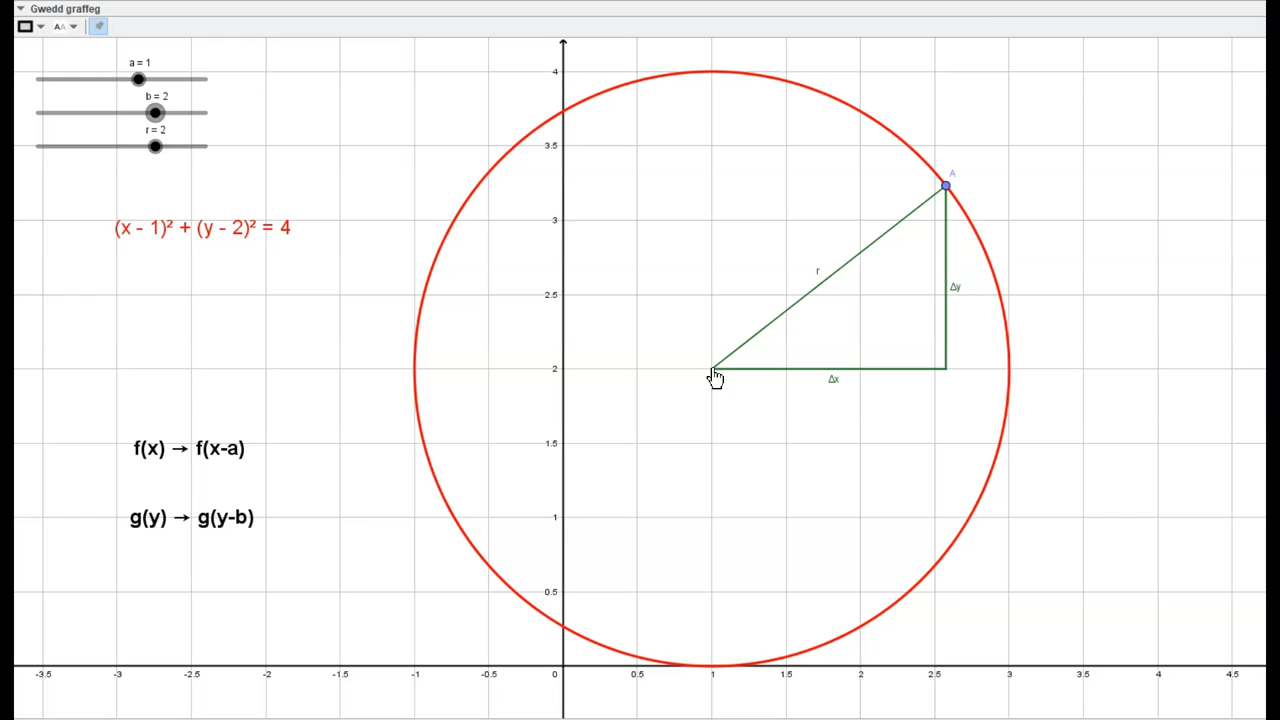 Gwedd graffeg
AA
a = 1
b = 2
r = 2
(x - 1)² + (y - 2)² = 4
f(x) → f(x-a)
g(y) → g(y-b)
4
3.5
3
2.5
2
1.5
1
0.5
A
r
Δy
Δx
-3.5 -3 -2.5 -2 -1.5 -1 -0.5 0 0.5 1 1.5 2 2.5 3 3.5 4 4.5